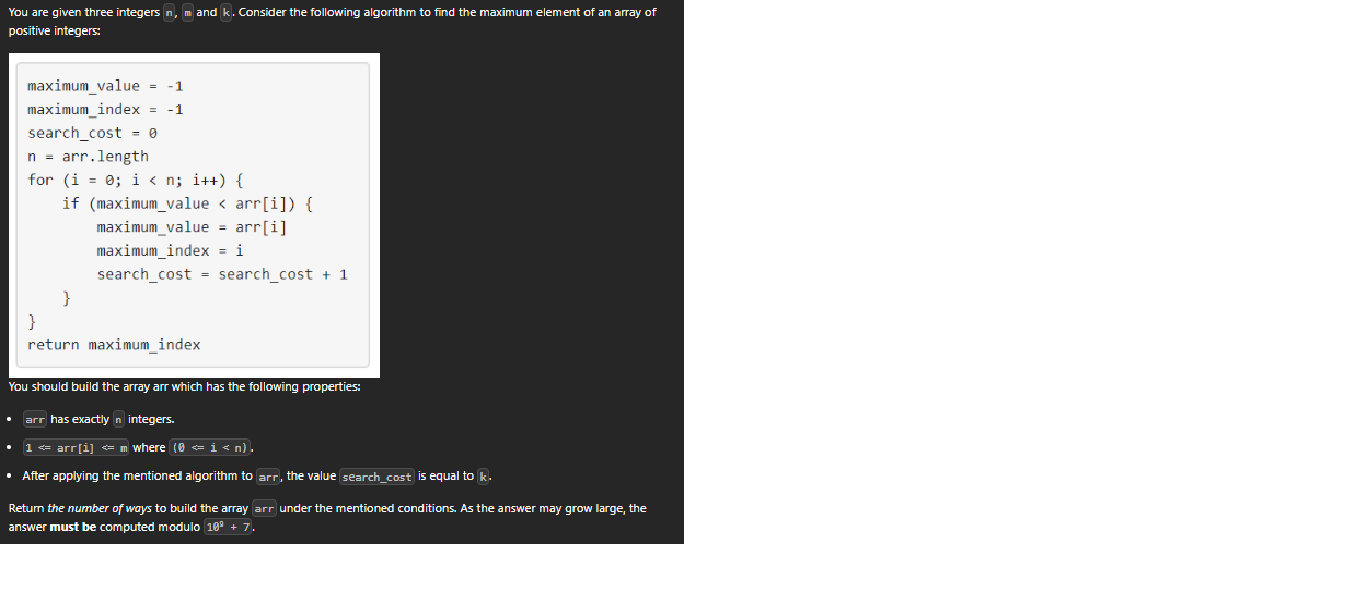 You are given three integers n, m and k. Consider the following algorithm to find the maximum element of an array of
positive integers:
maximum_value = -1
maximum_index = -1
search_cost = 0
n = arr.length
for (i = 0; i < n; i++) {
    if (maximum_value < arr[i]) {
        maximum_value = arr[i]
        maximum_index = i
        search_cost = search_cost + 1
    }
}
return maximum_index
You should build the array arr which has the following properties:
• arr has exactly n integers.
• 1 <= arr[i] <= m where (0 <= i < n).
• After applying the mentioned algorithm to arr, the value search_cost is equal to k.
Return the number of ways to build the array arr under the mentioned conditions. As the answer may grow large, the
answer must be computed modulo 10⁹ + 7.